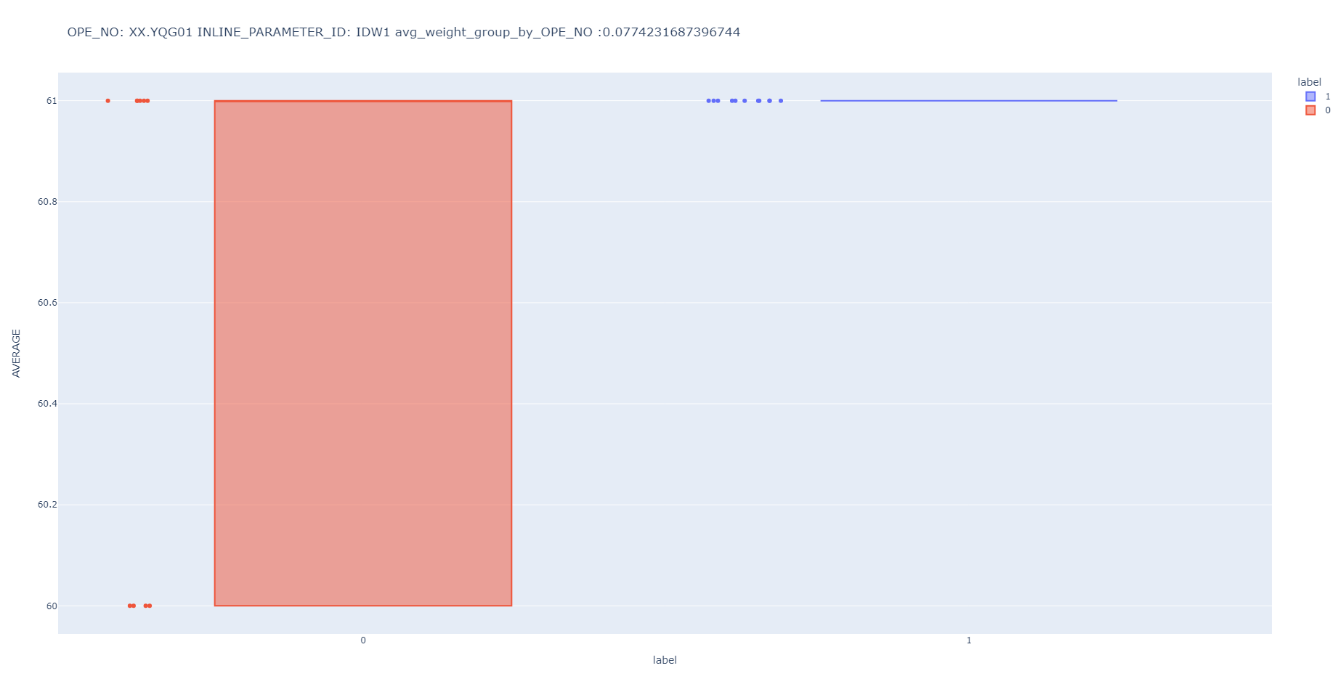 OPE_NO: XX.YQG01 INLINE_PARAMETER_ID: IDW1 avg_weight_group_by_OPE_NO :0.0774231687396744
label
1
0
61
60.8
60.6
60.4
60.2
60
AVERAGE
0
1
label